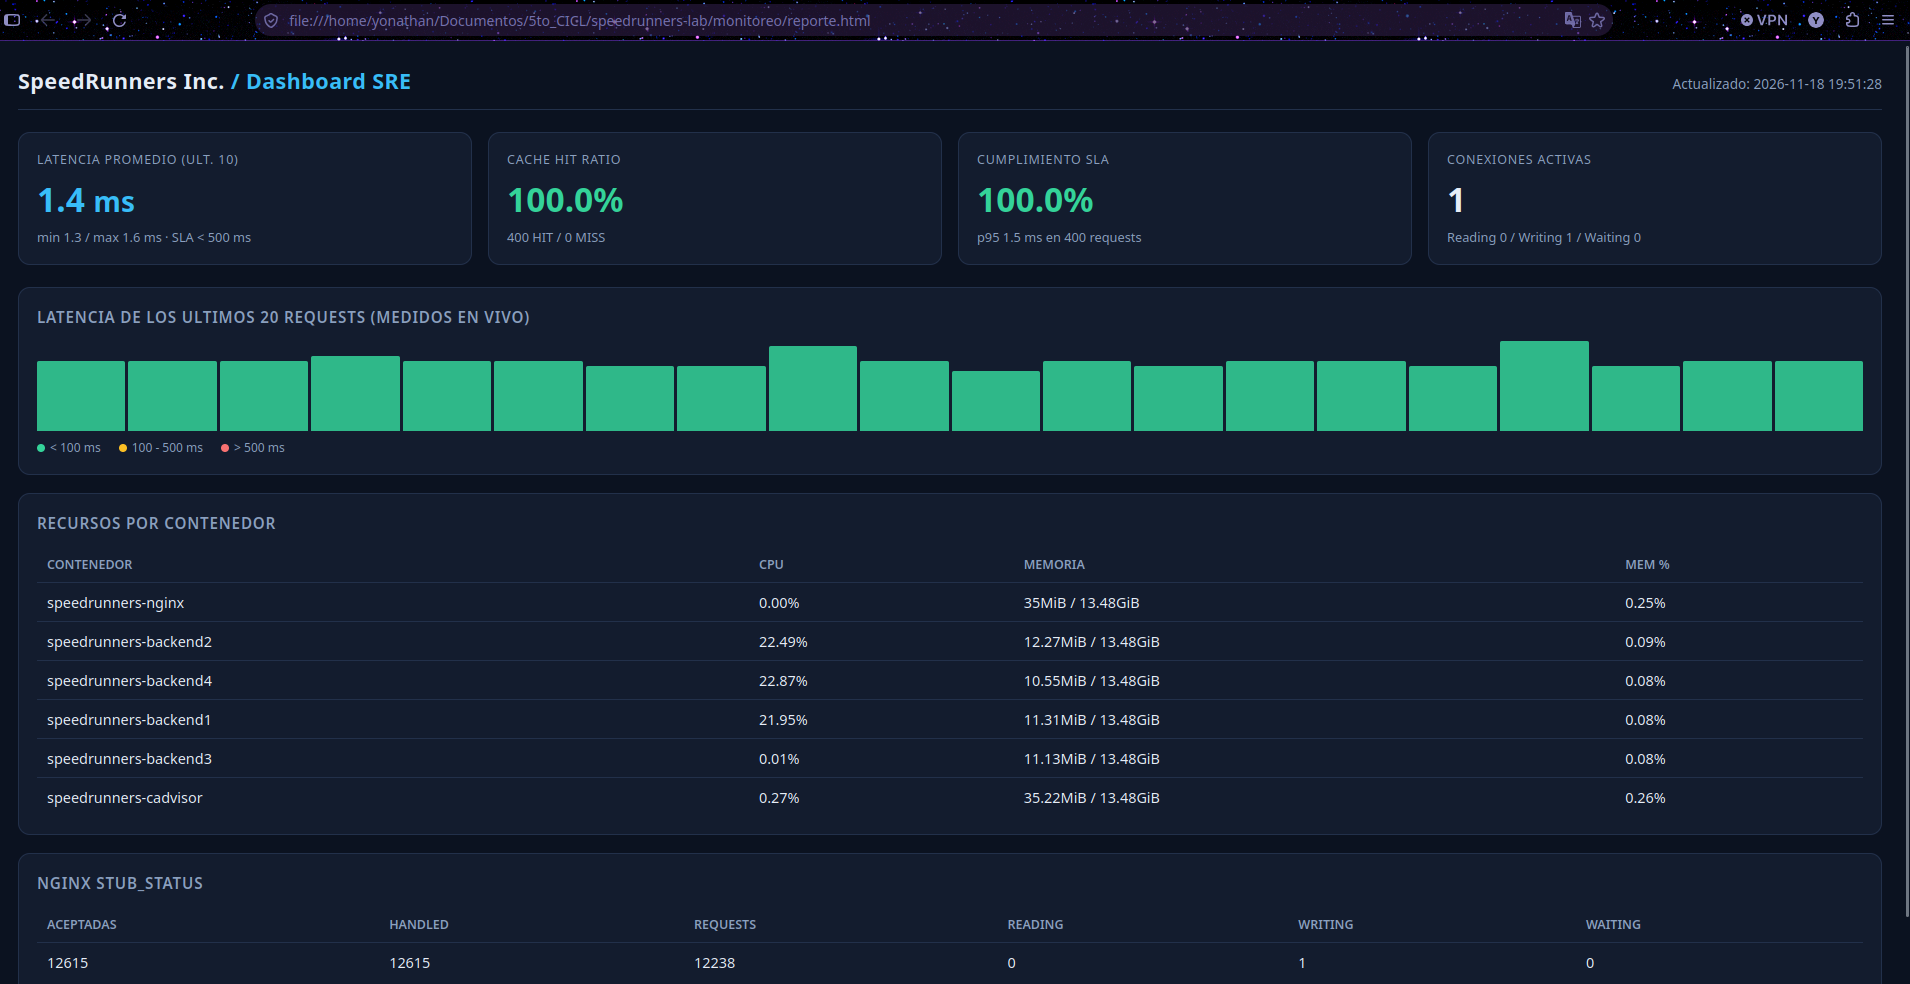 file:///home/yonathan/Documentos/5to_CICL/speedrunners-lab/monitoreo/reporte.html
VPN
Y
SpeedRunners Inc. / Dashboard SRE
Actualizado: 2026-11-18 19:51:28
LATENCIA PROMEDIO (ULT. 10)
1.4 ms
min 1.3 / max 1.6 ms · SLA < 500 ms
CACHE HIT RATIO
100.0%
400 HIT / 0 MISS
CUMPLIMIENTO SLA
100.0%
p95 1.5 ms en 400 requests
CONEXIONES ACTIVAS
1
Reading 0 / Writing 1 / Waiting 0
LATENCIA DE LOS ULTIMOS 20 REQUESTS (MEDIDOS EN VIVO)
< 100 ms 100 - 500 ms > 500 ms
RECURSOS POR CONTENEDOR
CONTENEDOR CPU MEMORIA MEM %
speedrunners-nginx 0.00% 35MiB / 13.48GiB 0.25%
speedrunners-backend2 22.49% 12.27MiB / 13.48GiB 0.09%
speedrunners-backend4 22.87% 10.55MiB / 13.48GiB 0.08%
speedrunners-backend1 21.95% 11.31MiB / 13.48GiB 0.08%
speedrunners-backend3 0.01% 11.13MiB / 13.48GiB 0.08%
speedrunners-cadvisor 0.27% 35.22MiB / 13.48GiB 0.26%
NGINX STUB_STATUS
ACEPTADAS HANDLED REQUESTS READING WRITING WAITING
12615 12615 12238 0 1 0